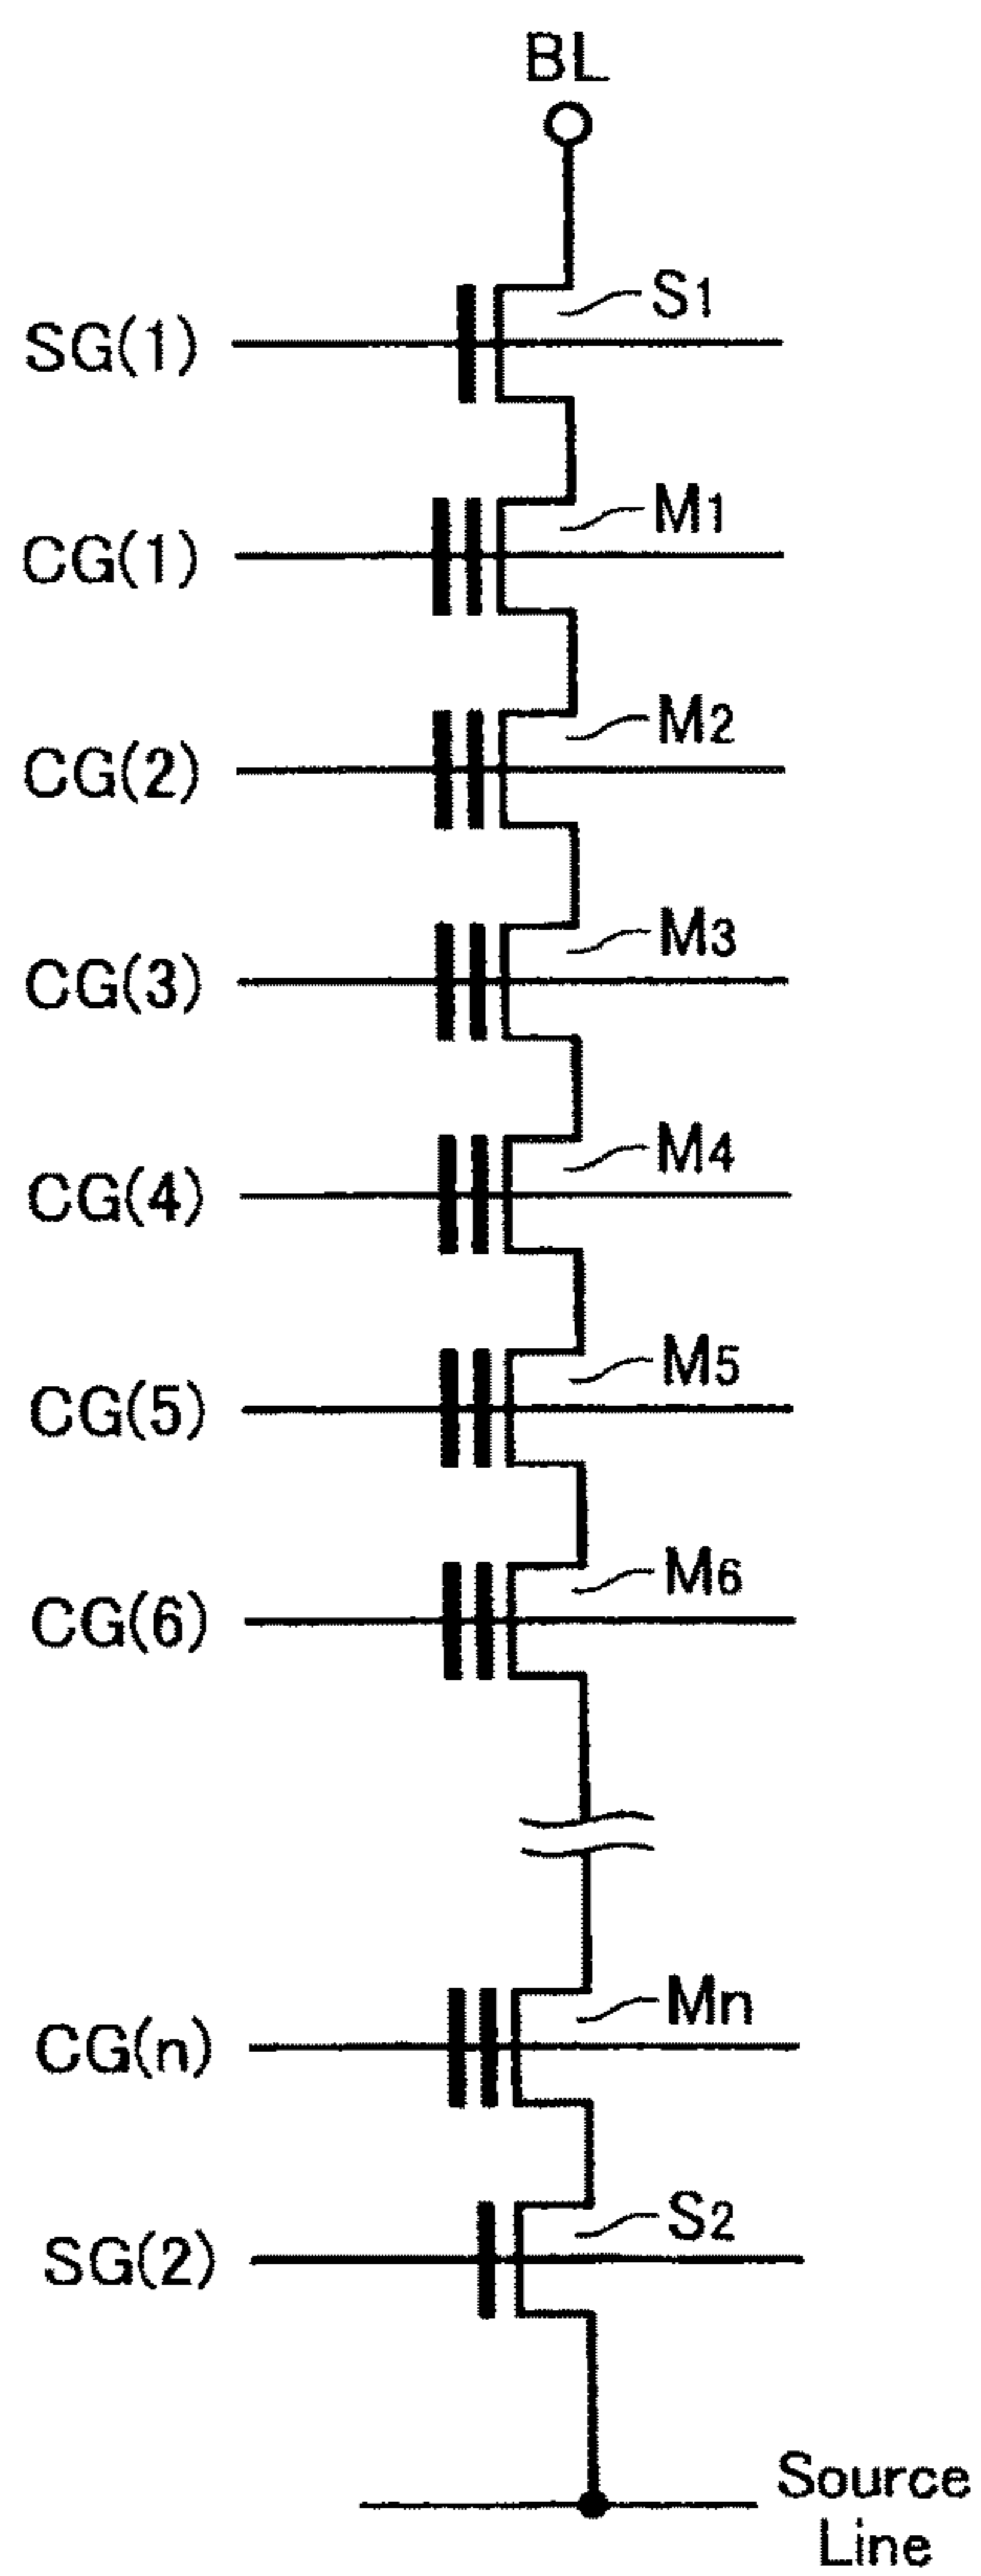 BL
SG(1)
S1
CG(1)
M1
CG(2)
M2
CG(3)
M3
CG(4)
M4
CG(5)
M5
CG(6)
M6
CG(n)
Mn
SG(2)
S2
Source
Line